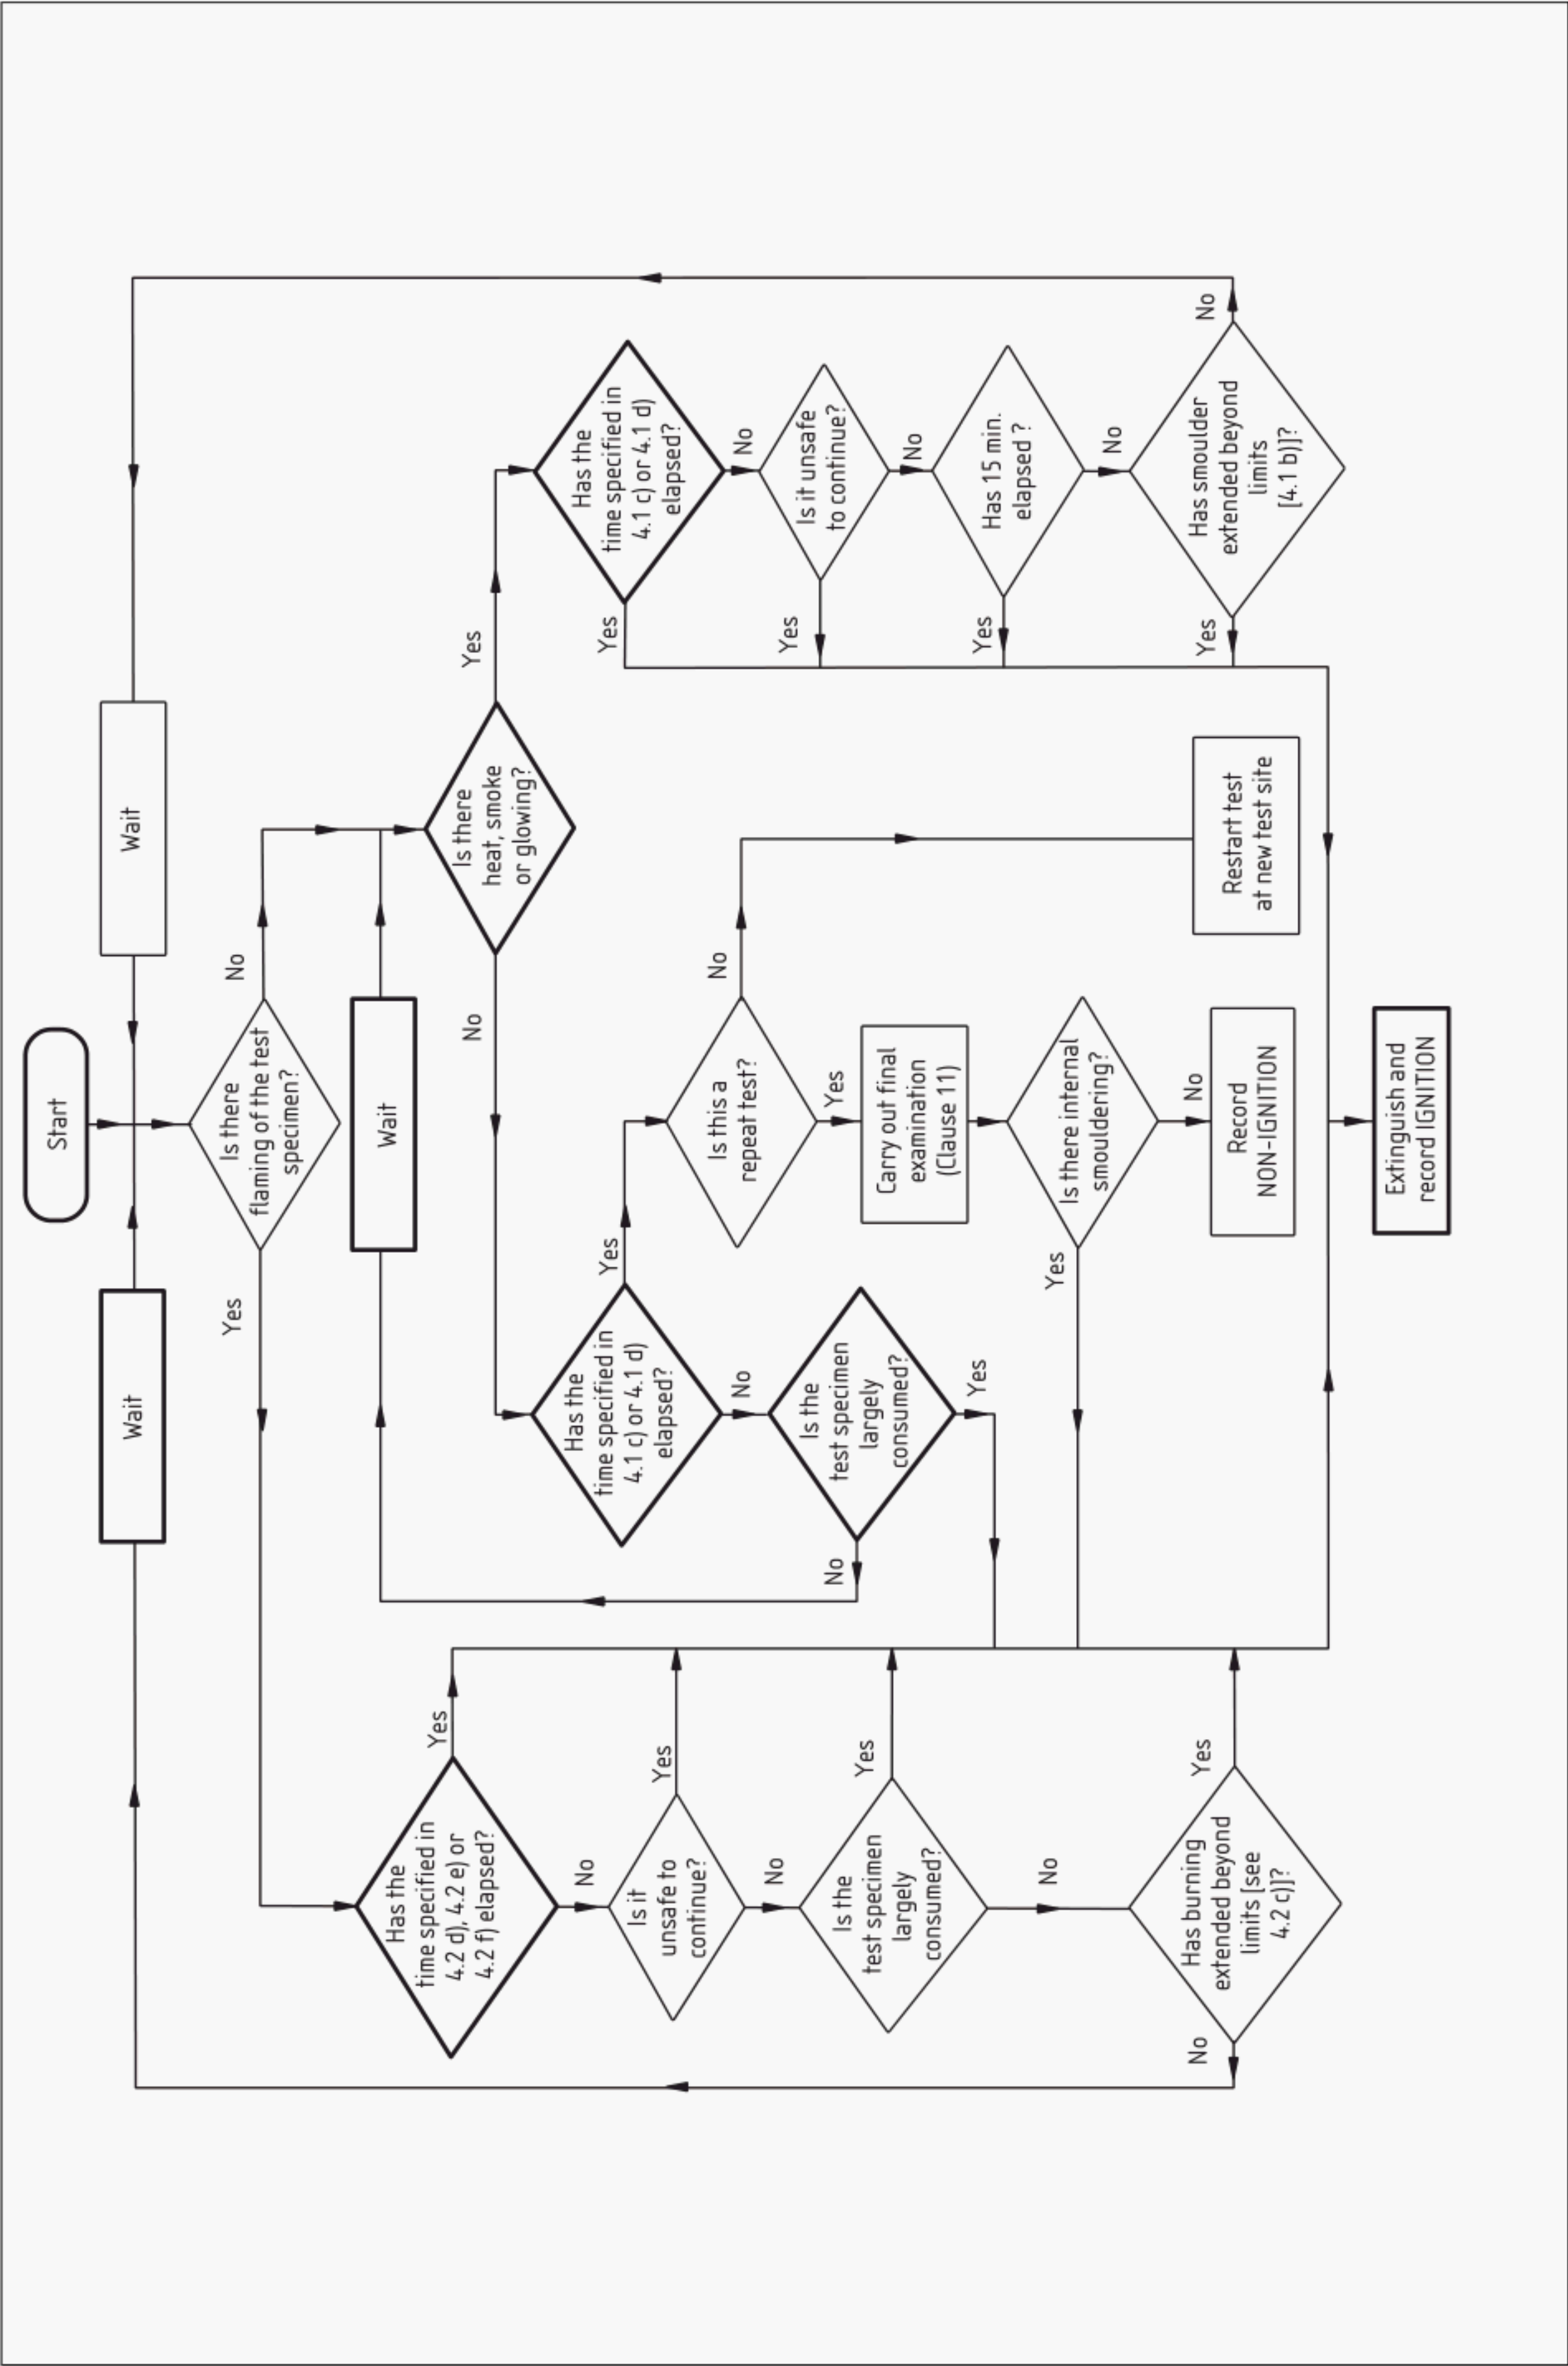 Start
Wait
Wait
Is there
flaming of the test
specimen?
Yes
No
Wait
Is there
heat, smoke
or glowing?
No
Yes
Has the
time specified in
4.2 d), 4.2 e) or
4.2 f) elapsed?
Yes
No
Is it
unsafe to
continue?
Yes
No
Is the
test specimen
largely
consumed?
Yes
No
Has burning
extended beyond
limits [see
4.2 c)]?
Yes
No
Has the
time specified in
4.1 c) or 4.1 d)
elapsed?
Yes
No
Is the
test specimen
largely
consumed?
No
Yes
Is this a
repeat test?
No
Yes
Carry out final
examination
(Clause 11)
Is there internal
smouldering?
Yes
No
Record
NON-IGNITION
Restart test
at new test site
Has the
time specified in
4.1 c) or 4.1 d)
elapsed?
Yes
No
Is it unsafe
to continue?
Yes
No
Has 15 min.
elapsed ?
Yes
No
Has smoulder
extended beyond
limits
[4.1 b)]?
Yes
No
Extinguish and
record IGNITION